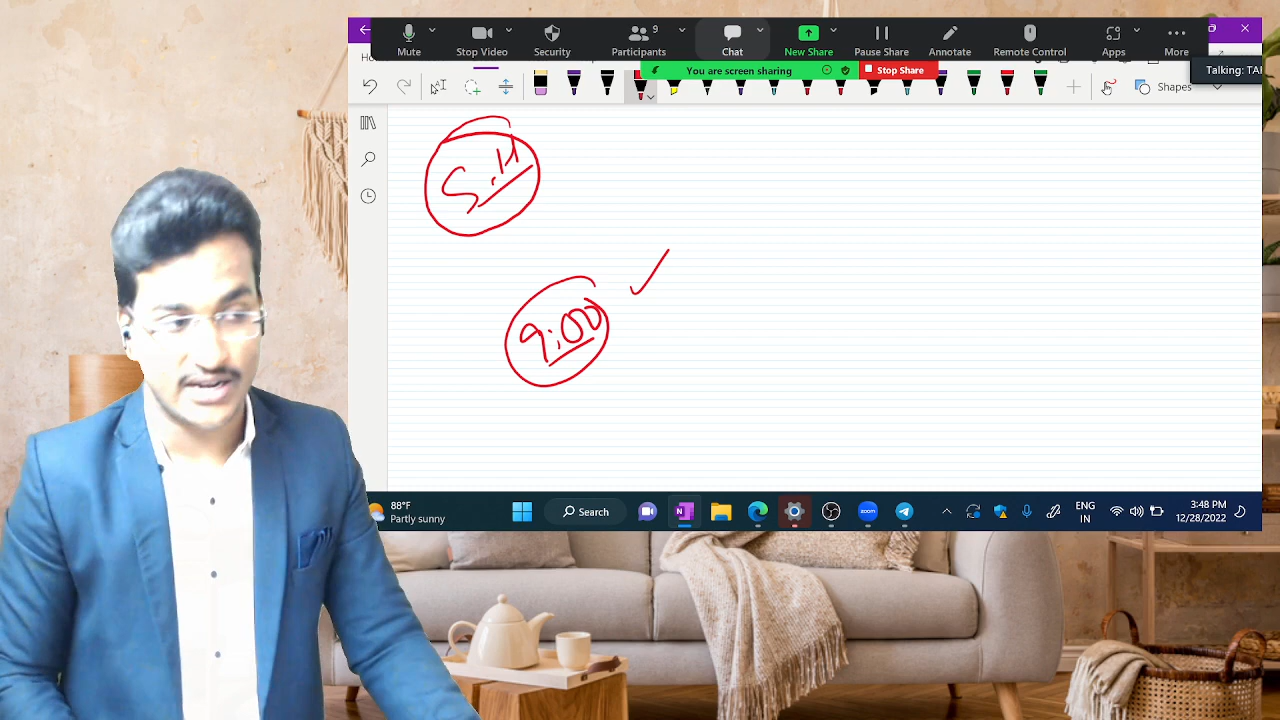 9
Mute Stop Video Security Participants Chat New Share Pause Share Annotate Remote Control Apps More
You are screen sharing Stop Share
Talking: TAI
Shapes
S.H
9:00
88°F
Partly sunny
Search
N
zoom
ENG
IN
3:48 PM
12/28/2022